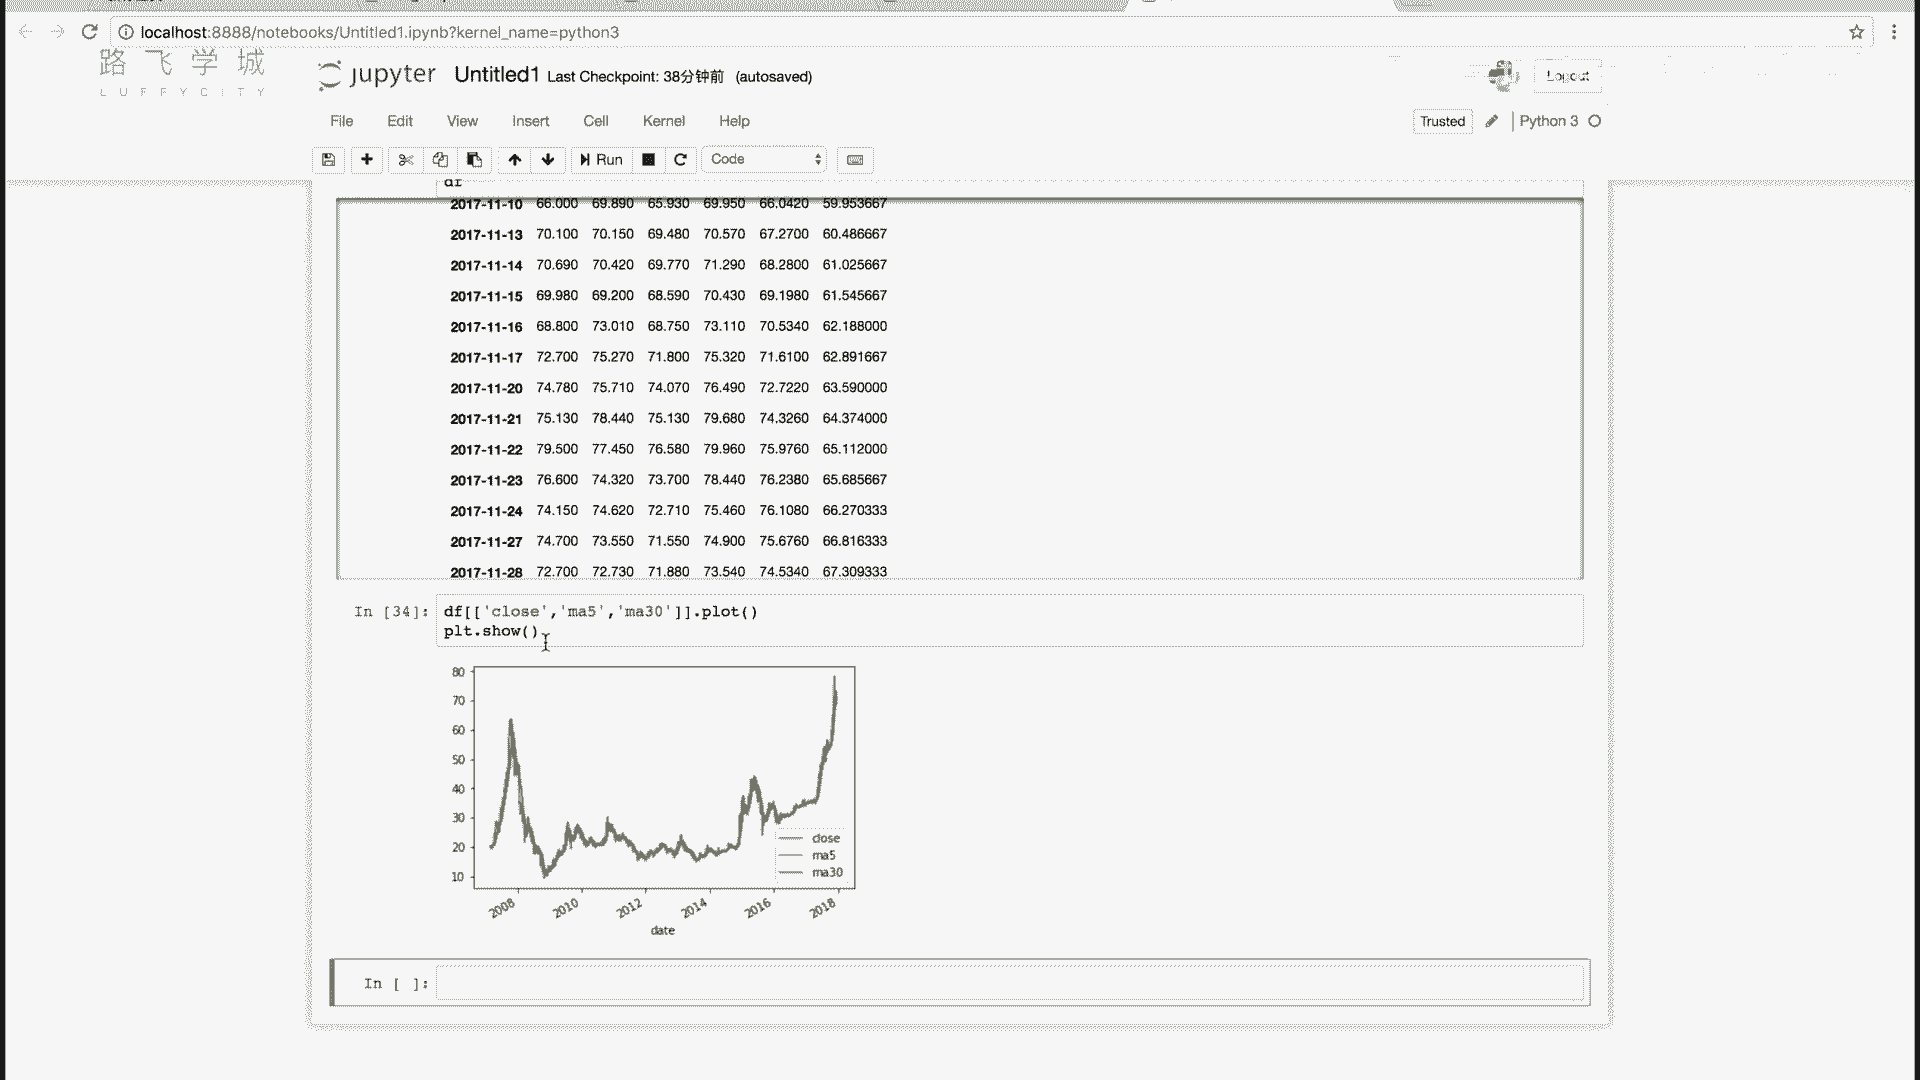 localhost:8888/notebooks/Untitled1.ipynb?kernel_name=python3
路飞学城
LUFFYCITY
jupyter Untitled1 Last Checkpoint: 38分钟前 (autosaved)
Logout
File Edit View Insert Cell Kernel Help
Trusted Python 3
Run Code
df
2017-11-10 66.000 69.890 65.930 69.950 66.0420 59.953667
2017-11-13 70.100 70.150 69.480 70.570 67.2700 60.486667
2017-11-14 70.690 70.420 69.770 71.290 68.2800 61.025667
2017-11-15 69.980 69.200 68.590 70.430 69.1980 61.545667
2017-11-16 68.800 73.010 68.750 73.110 70.5340 62.188000
2017-11-17 72.700 75.270 71.800 75.320 71.6100 62.891667
2017-11-20 74.780 75.710 74.070 76.490 72.7220 63.590000
2017-11-21 75.130 78.440 75.130 79.680 74.3260 64.374000
2017-11-22 79.500 77.450 76.580 79.960 75.9760 65.112000
2017-11-23 76.600 74.320 73.700 78.440 76.2380 65.685667
2017-11-24 74.150 74.620 72.710 75.460 76.1080 66.270333
2017-11-27 74.700 73.550 71.550 74.900 75.6760 66.816333
2017-11-28 72.700 72.730 71.880 73.540 74.5340 67.309333
In [34]: df[['close','ma5','ma30']].plot()
plt.show()
80
70
60
50
40
30
20
10
close
ma5
ma30
2008 2010 2012 2014 2016 2018
date
In [ ]: